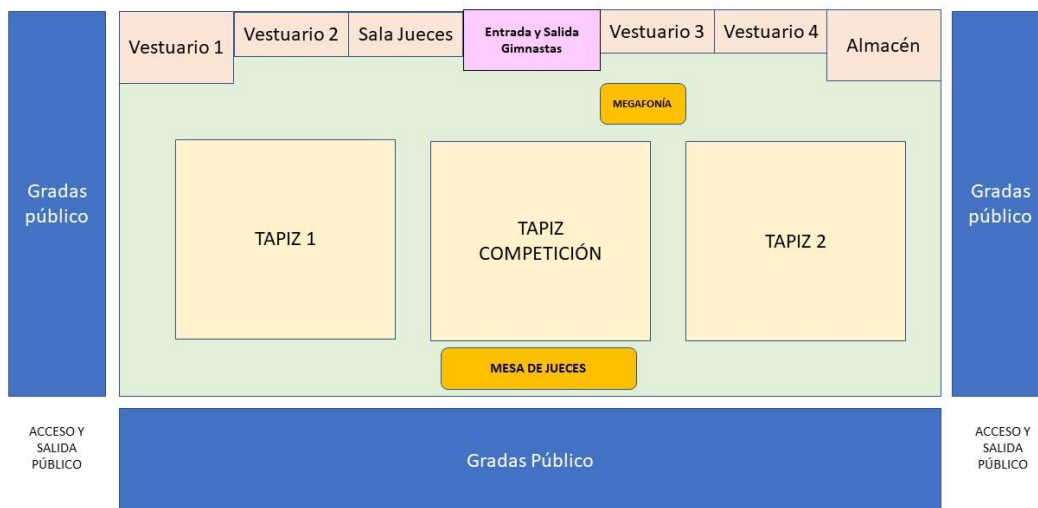 Vestuario 1
Vestuario 2
Sala Jueces
Entrada y Salida
Gimnastas
Vestuario 3
Vestuario 4
Almacén
MEGAFONÍA
Gradas
público
TAPIZ 1
TAPIZ
COMPETICIÓN
TAPIZ 2
Gradas
público
MESA DE JUECES
ACCESO Y
SALIDA
PÚBLICO
Gradas Público
ACCESO Y
SALIDA
PÚBLICO